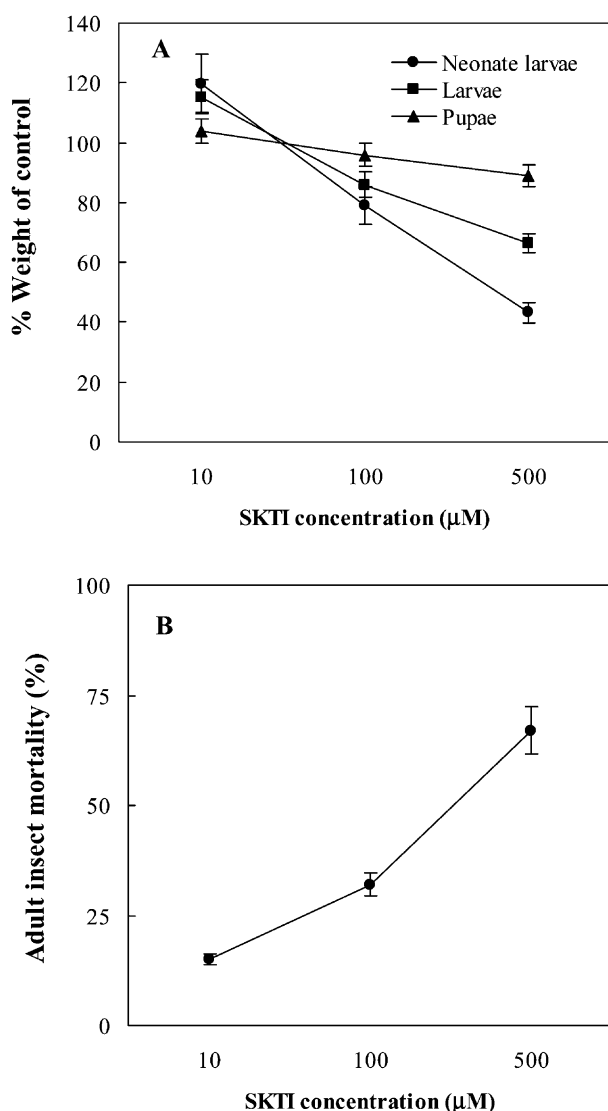 A
140
120
100
80
60
40
20
0
% Weight of control
Neonate larvae
Larvae
Pupae
10 100 500
SKTI concentration (μM)
B
100
75
50
25
0
Adult insect mortality (%)
10 100 500
SKTI concentration (μM)